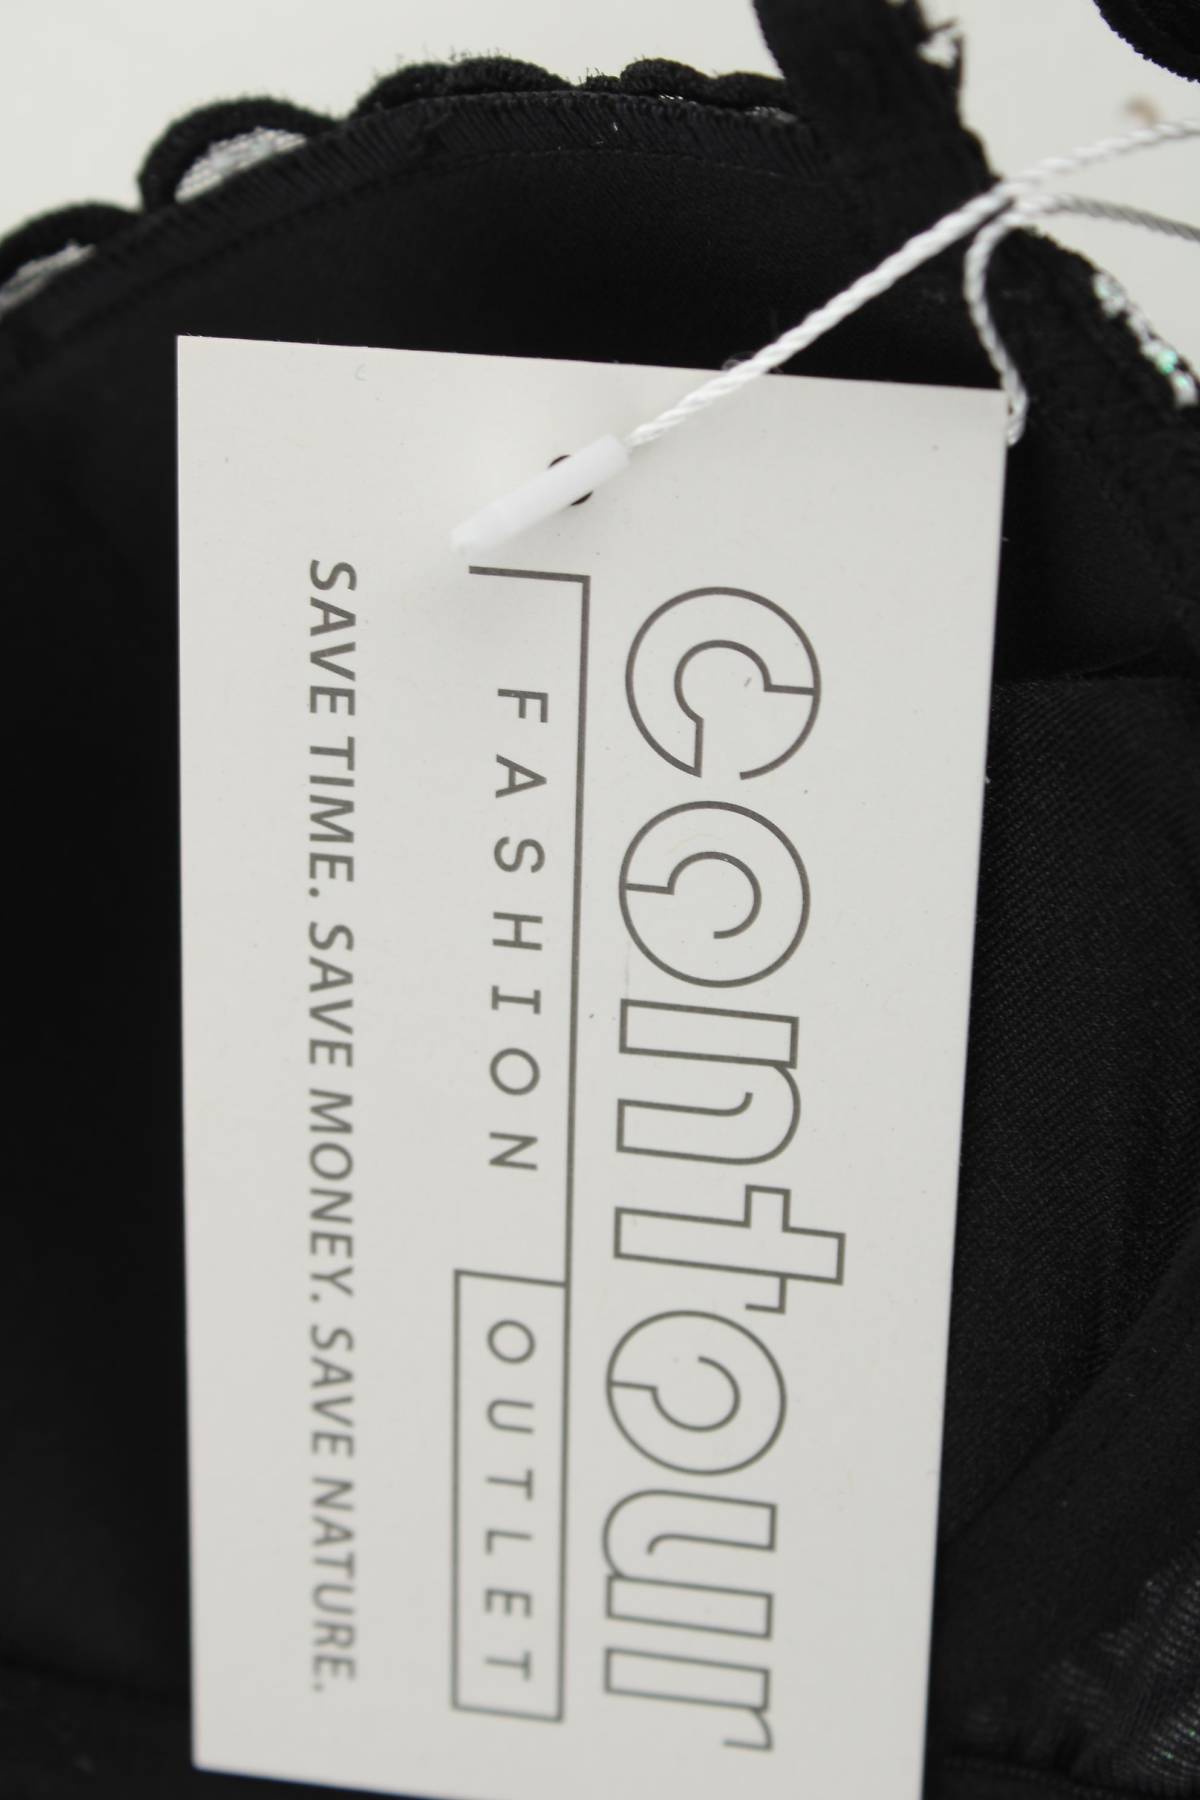 contour
FASHION OUTLET
SAVE TIME. SAVE MONEY. SAVE NATURE.